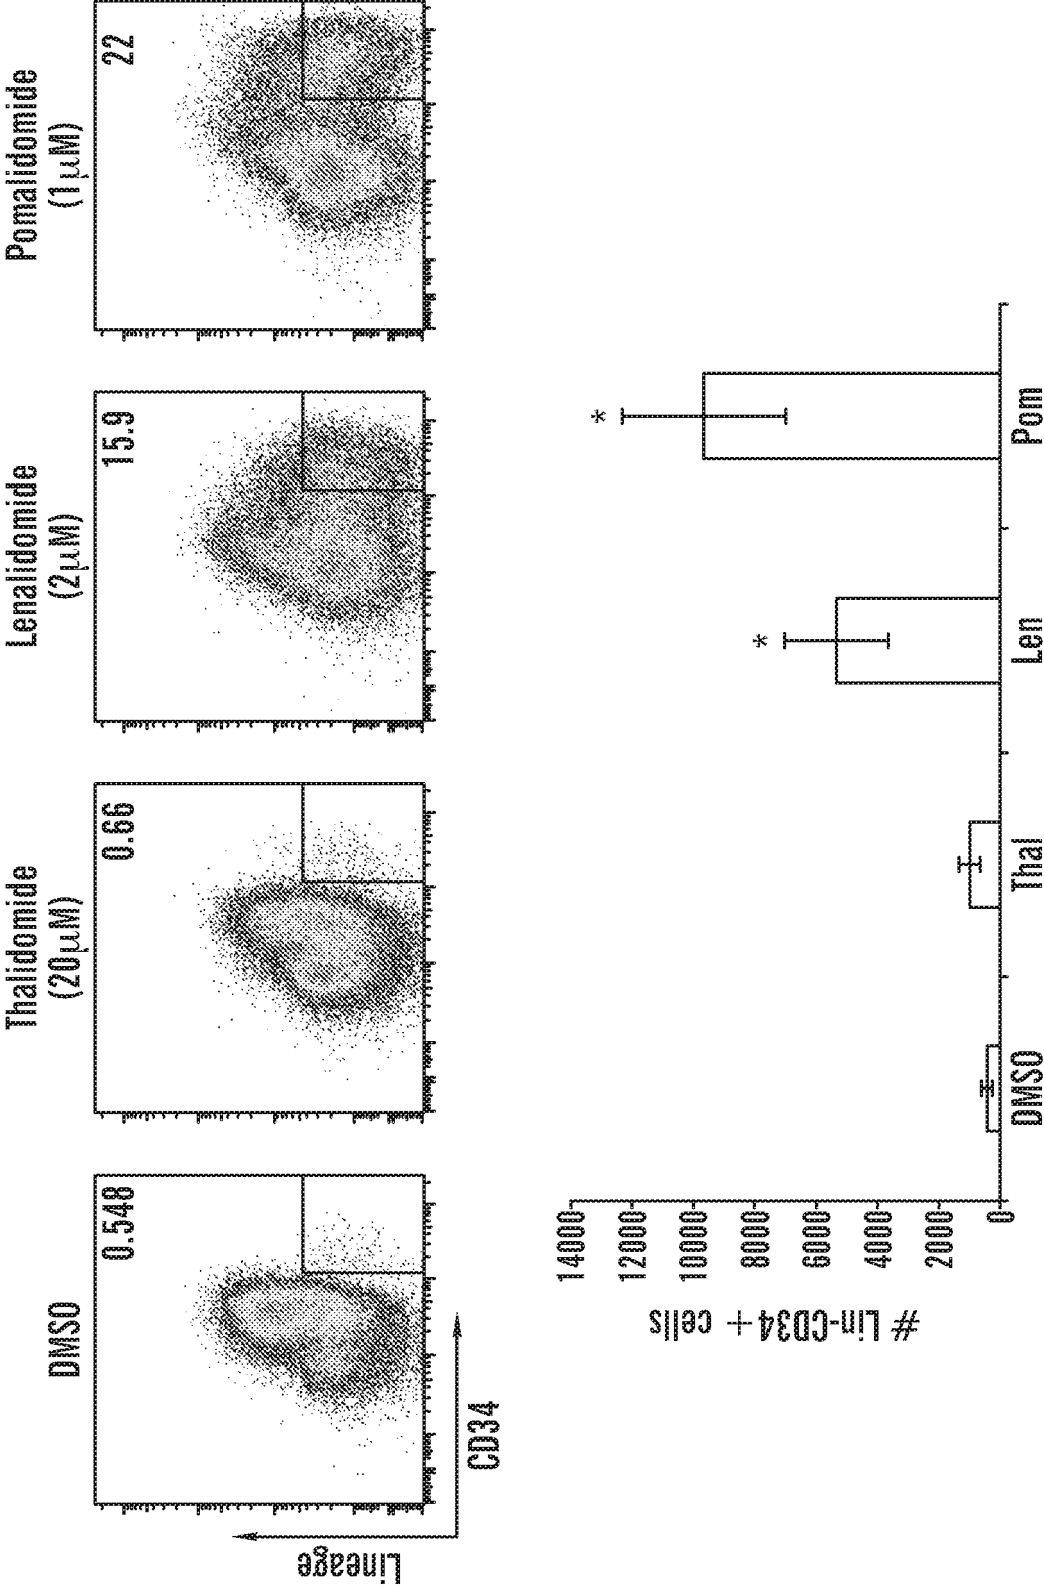 DMSO
0.548
Thalidomide
(20μM)
0.66
Lenalidomide
(2μM)
15.9
Pomalidomide
(1μM)
22
Lineage
CD34
# Lin-CD34+ cells
14000
12000
10000
8000
6000
4000
2000
0
*
*
DMSO
Thal
Len
Pom